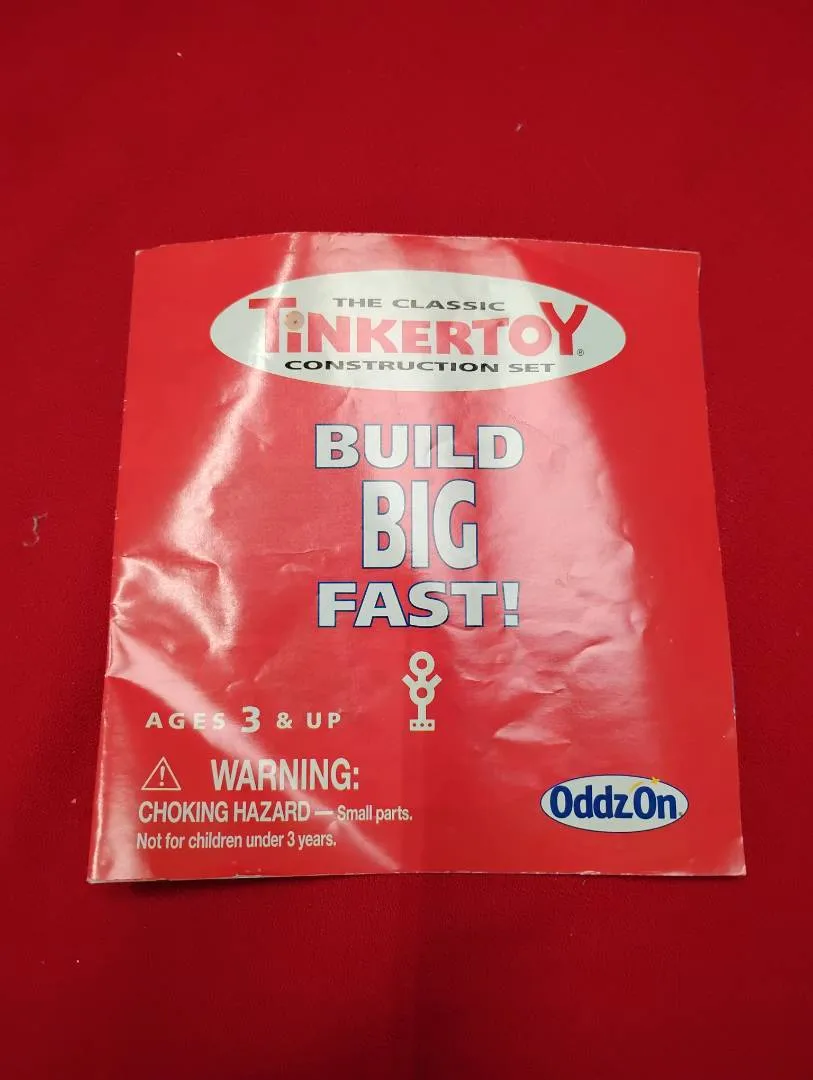 THE CLASSIC
TINKERTOY®
CONSTRUCTION SET
BUILD
BIG
FAST!
AGES 3 & UP
WARNING:
CHOKING HAZARD — Small parts.
Not for children under 3 years.
OddzOn